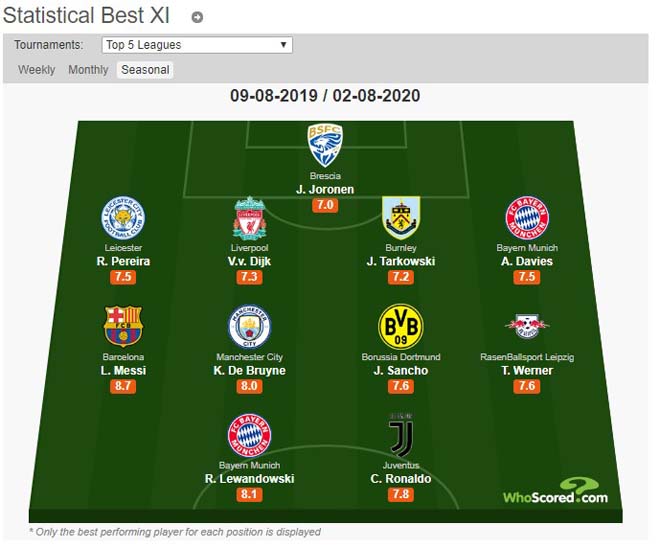 Statistical Best XI
Tournaments: Top 5 Leagues
Weekly Monthly Seasonal
09-08-2019 / 02-08-2020
BSFC
Brescia
J. Joronen
7.0
LEICESTER CITY FOOTBALL CLUB
Leicester
R. Pereira
7.5
Liverpool
V.v. Dijk
7.3
Burnley
J. Tarkowski
7.2
FC BAYERN MÜNCHEN
Bayern Munich
A. Davies
7.5
FCB
Barcelona
L. Messi
8.7
MANCHESTER CITY
Manchester City
K. De Bruyne
8.0
BVB 09
Borussia Dortmund
J. Sancho
7.6
RasenBallsport Leipzig
T. Werner
7.6
FC BAYERN MÜNCHEN
Bayern Munich
R. Lewandowski
8.1
Juventus
C. Ronaldo
7.8
WhoScored.com
* Only the best performing player for each position is displayed